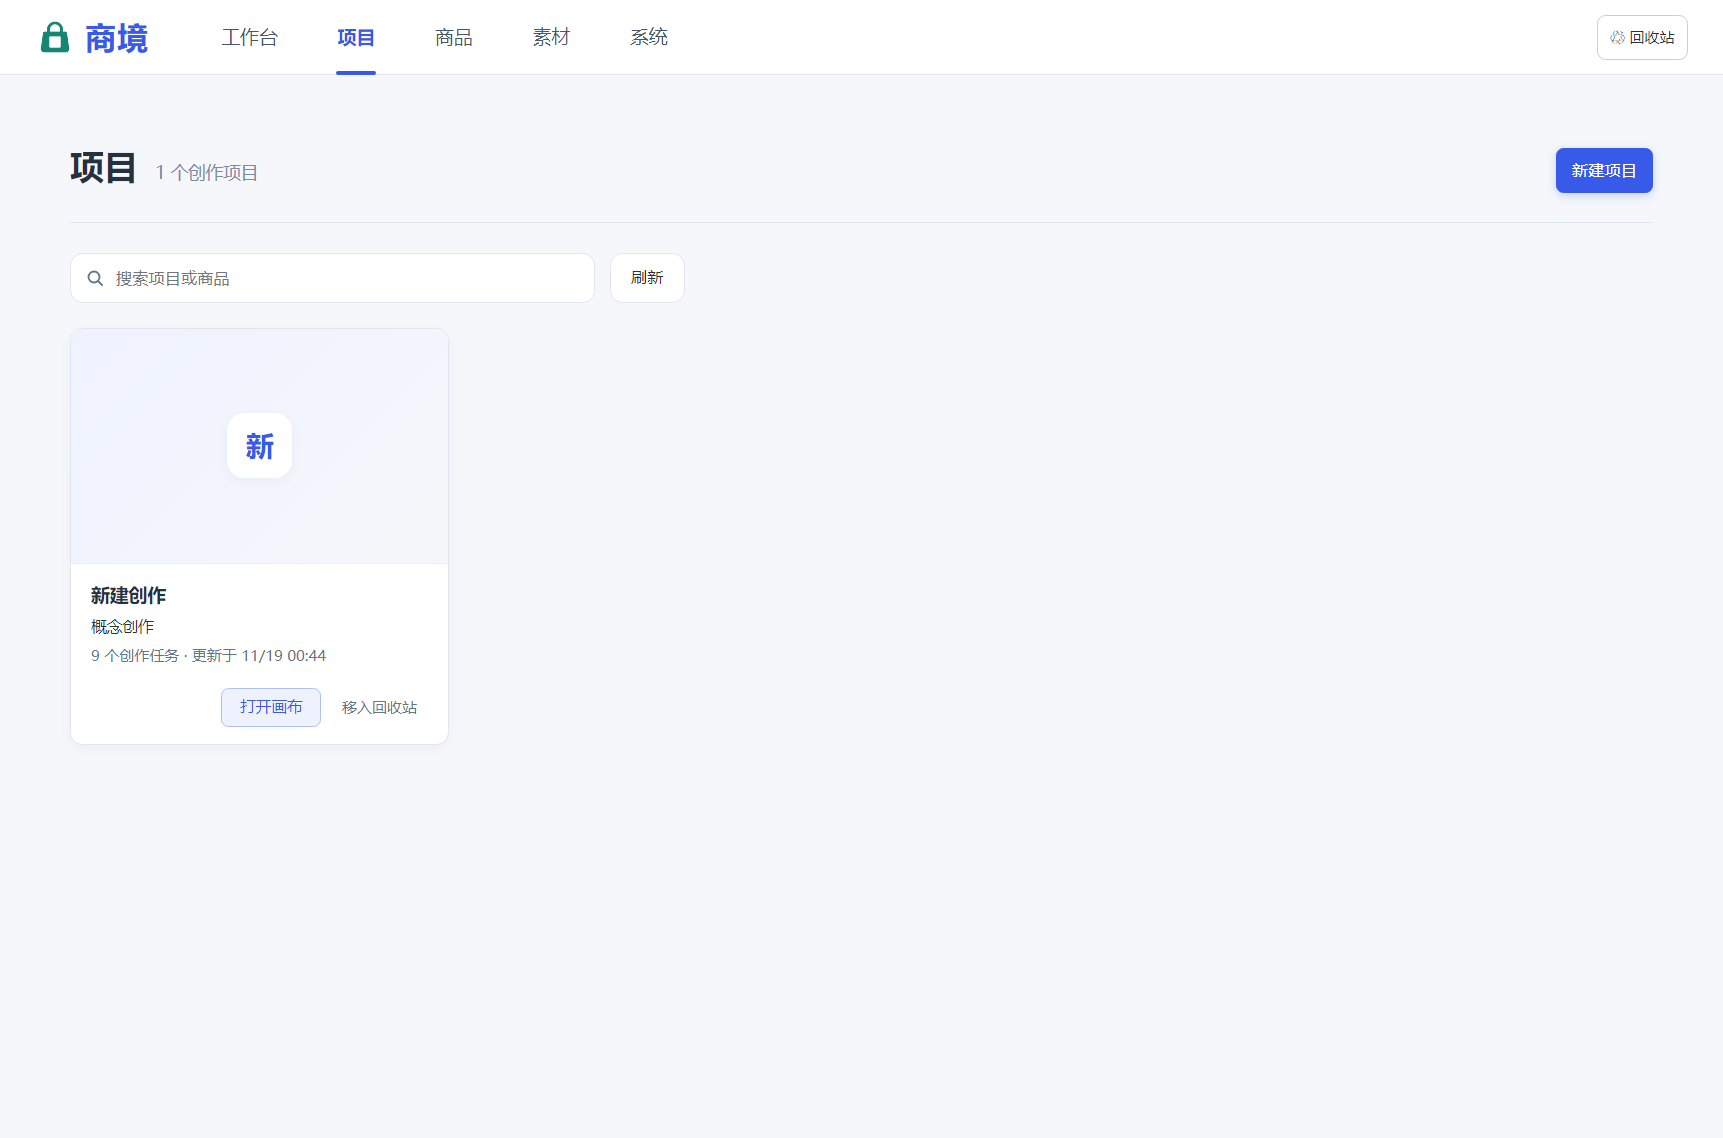 商境
工作台 项目 商品 素材 系统
回收站
项目 1 个创作项目
新建项目
搜索项目或商品
刷新
新
新建创作
概念创作
9 个创作任务 · 更新于 11/19 00:44
打开画布 移入回收站